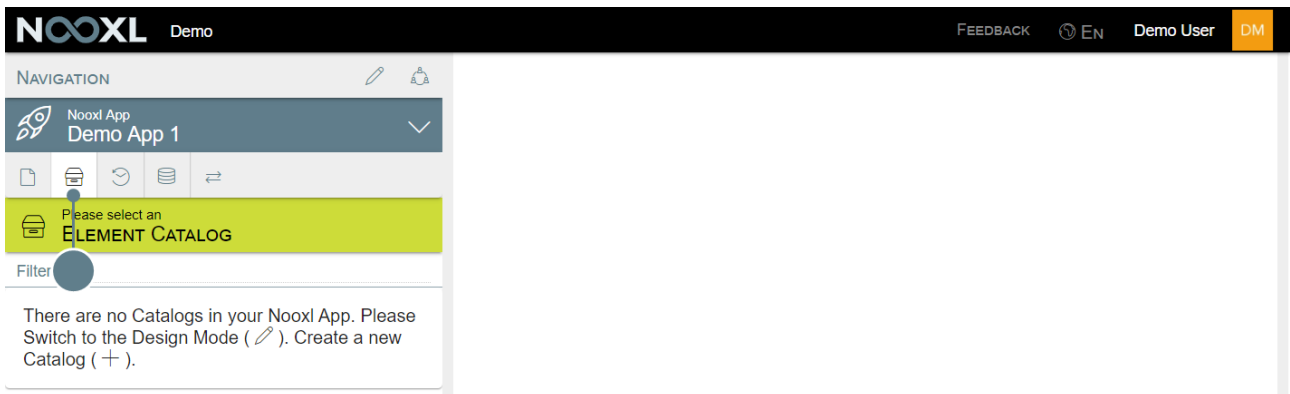 NOOXL Demo FEEDBACK EN Demo User DM
NAVIGATION
Nooxl App
Demo App 1
Please select an
ELEMENT CATALOG
Filter
There are no Catalogs in your Nooxl App. Please
Switch to the Design Mode ( ). Create a new
Catalog ( + ).